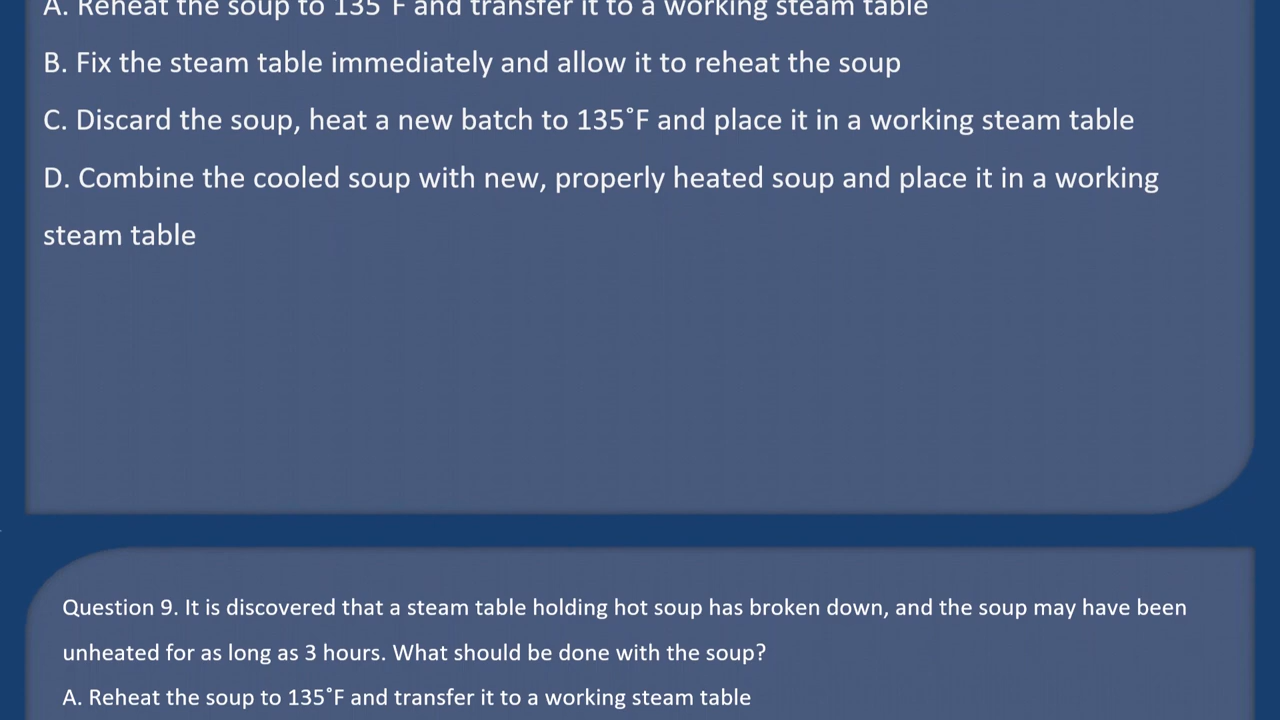 A. Reheat the soup to 135˚F and transfer it to a working steam table
B. Fix the steam table immediately and allow it to reheat the soup
C. Discard the soup, heat a new batch to 135˚F and place it in a working steam table
D. Combine the cooled soup with new, properly heated soup and place it in a working
steam table
Question 9. It is discovered that a steam table holding hot soup has broken down, and the soup may have been
unheated for as long as 3 hours. What should be done with the soup?
A. Reheat the soup to 135˚F and transfer it to a working steam table